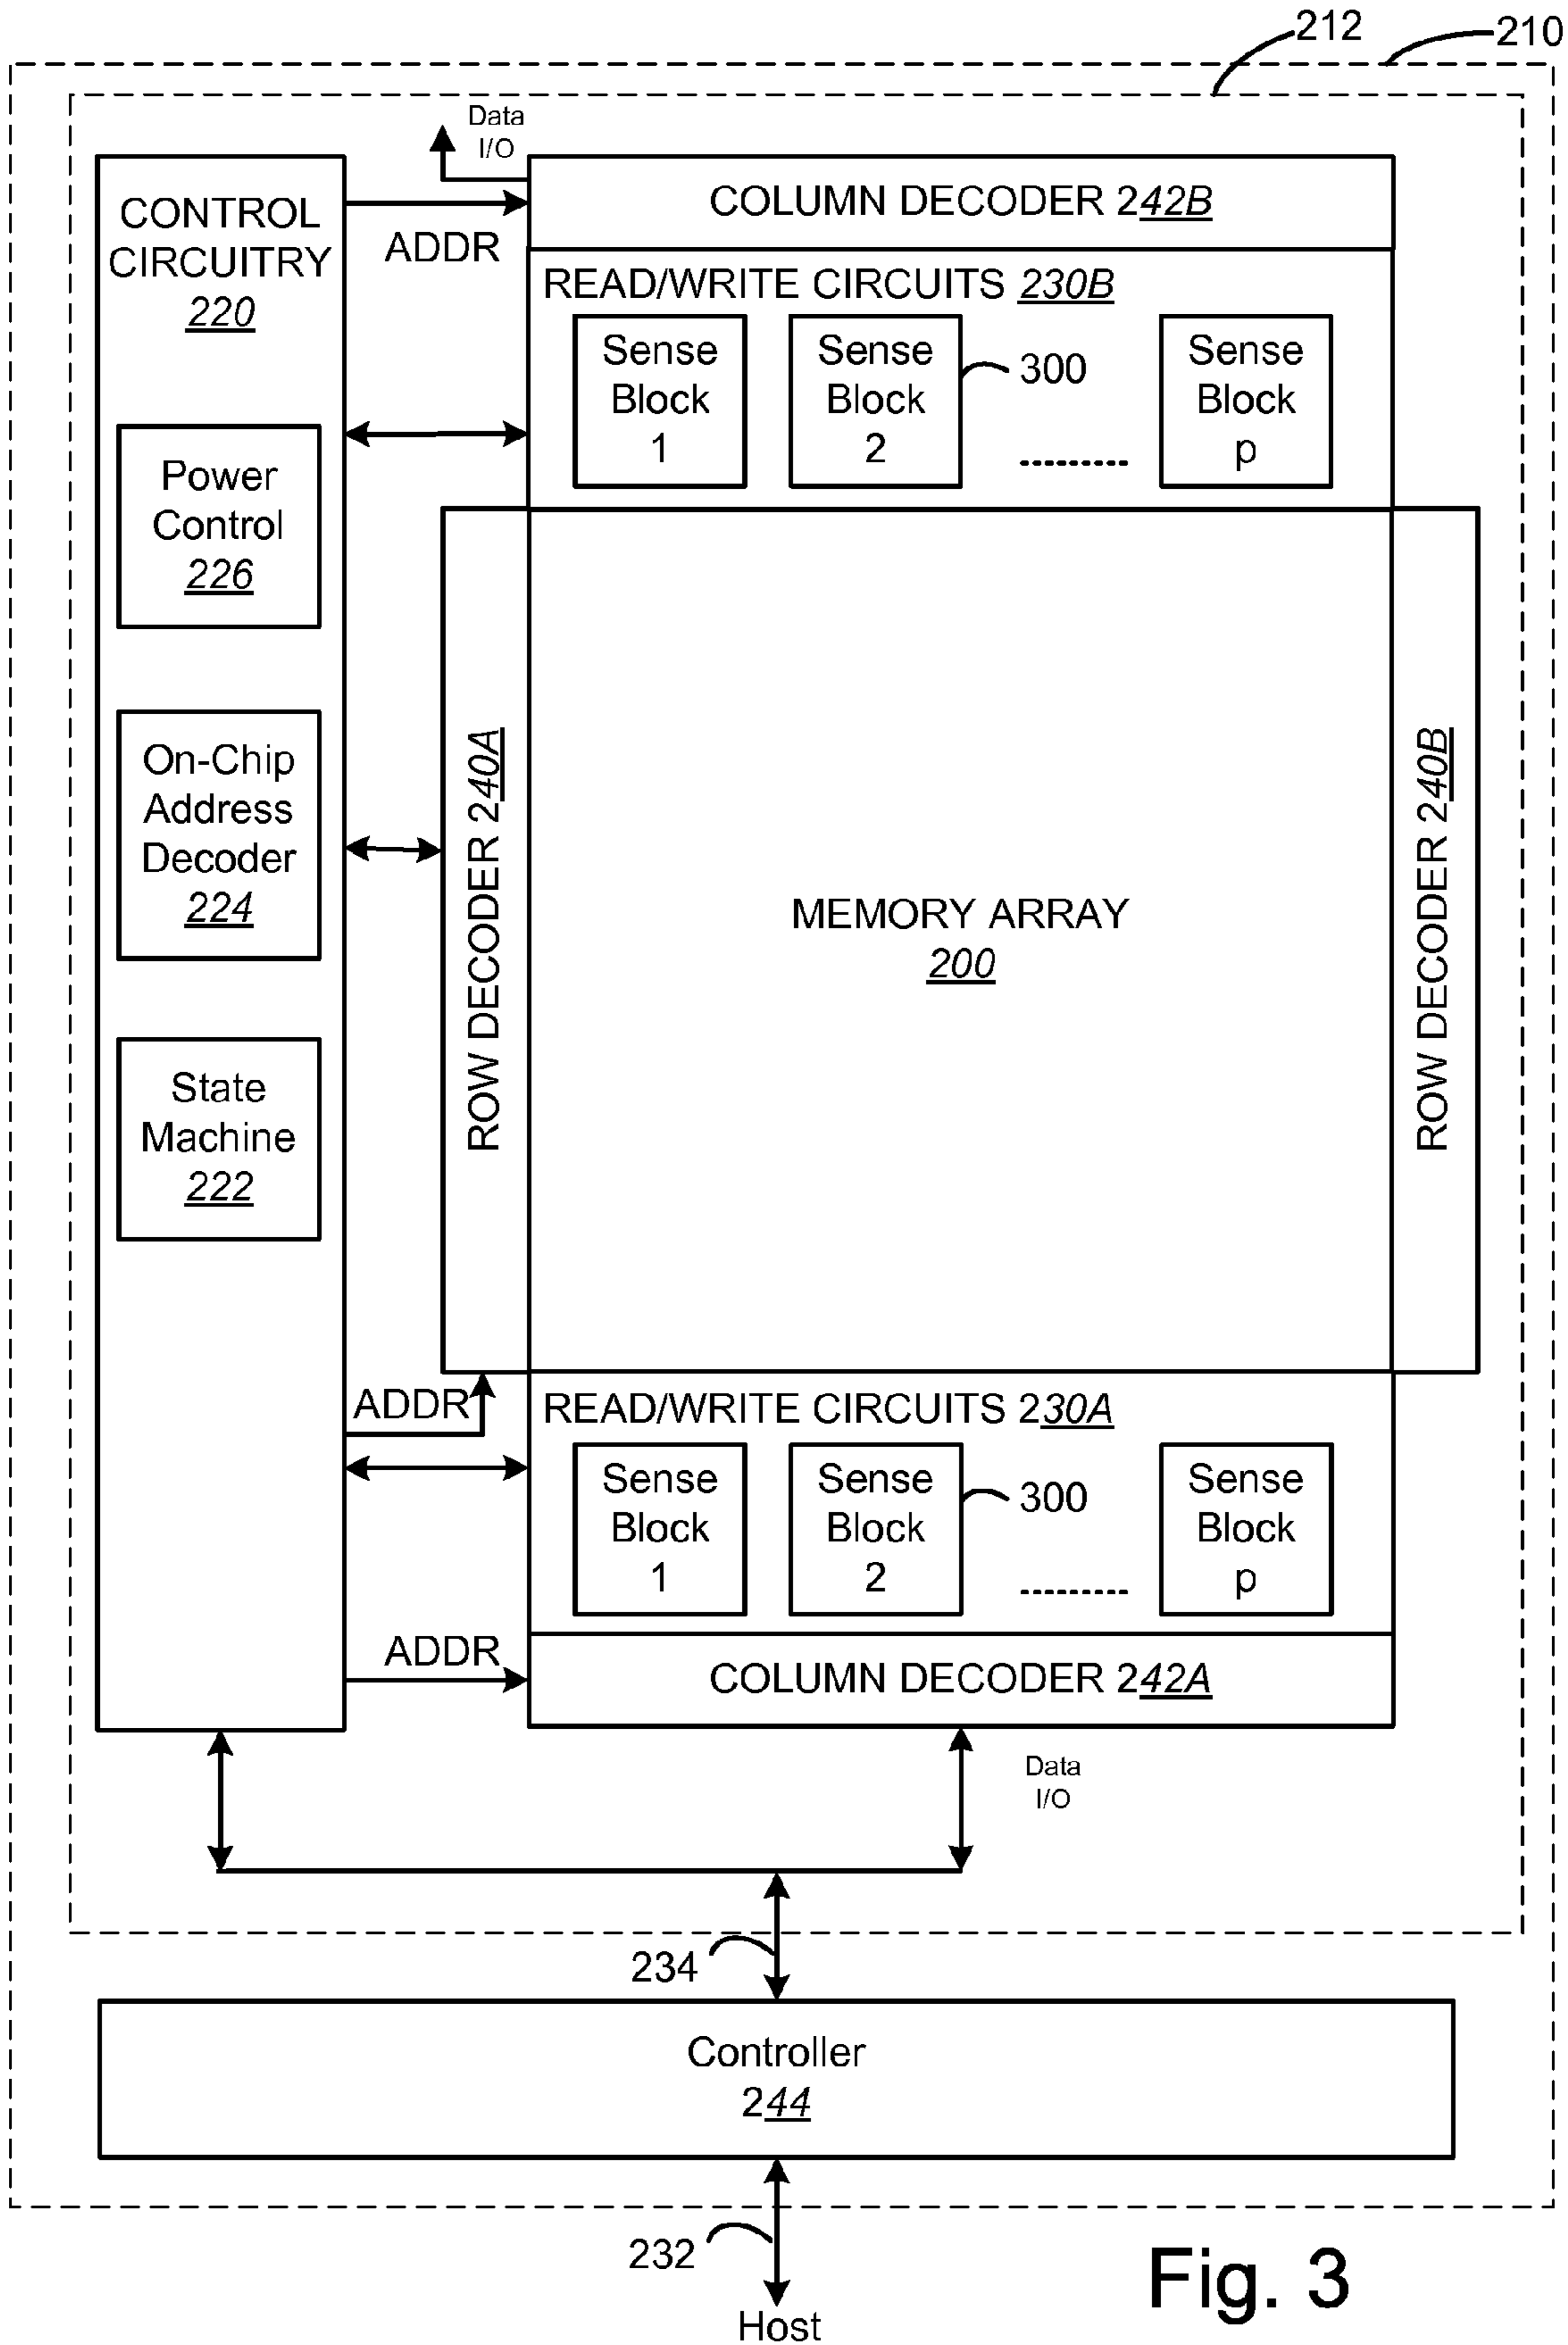 212
210
Data
I/O
CONTROL
CIRCUITRY
220
ADDR
COLUMN DECODER 242B
READ/WRITE CIRCUITS 230B
Sense
Block
1
Sense
Block
2
300
.........
Sense
Block
p
Power
Control
226
On-Chip
Address
Decoder
224
State
Machine
222
ROW DECODER 240A
MEMORY ARRAY
200
ROW DECODER 240B
ADDR
READ/WRITE CIRCUITS 230A
Sense
Block
1
Sense
Block
2
300
.........
Sense
Block
p
ADDR
COLUMN DECODER 242A
Data
I/O
234
Controller
244
232
Host
Fig. 3